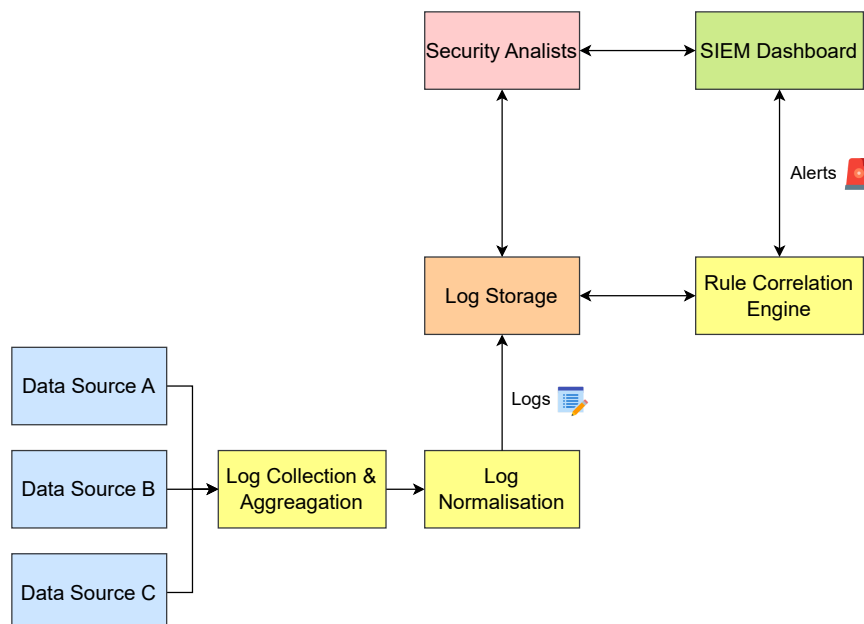 Security Analists
SIEM Dashboard
Alerts
Log Storage
Rule Correlation
Engine
Data Source A
Logs
Data Source B
Log Collection &
Aggreagation
Log
Normalisation
Data Source C